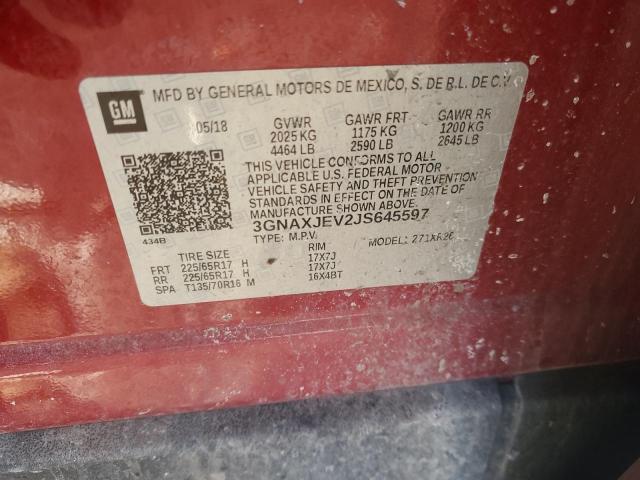 GM
MFD BY GENERAL MOTORS DE MEXICO, S. DE R.L. DE C.V.
05/18 GVWR GAWR FRT GAWR RR
2025 KG 1175 KG 1200 KG
4464 LB 2590 LB 2645 LB
THIS VEHICLE CONFORMS TO ALL
APPLICABLE U.S. FEDERAL MOTOR
VEHICLE SAFETY AND THEFT PREVENTION
STANDARDS IN EFFECT ON THE DATE OF
MANUFACTURE SHOWN ABOVE.
3GNAXJEV2JS645597
434B TYPE: M.P.V. MODEL: 271XR26
TIRE SIZE RIM
FRT 225/65R17 H 17X7J
RR 225/65R17 H 17X7J
SPA T135/70R16 M 16X4BT